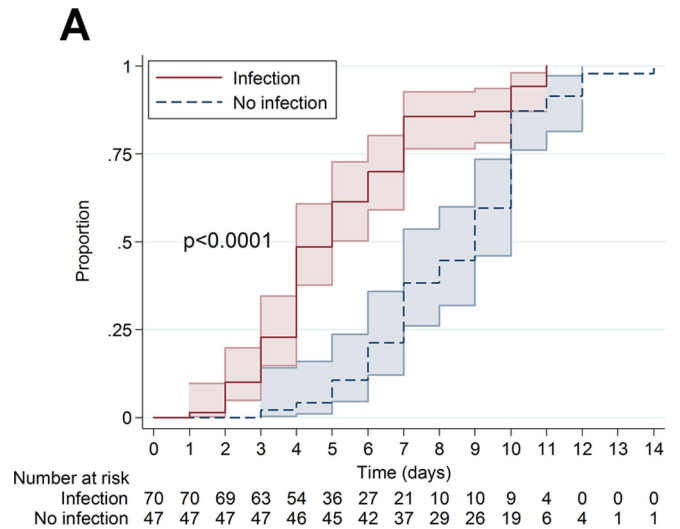 A
1
Infection
No infection
.75
Proportion
.5
p<0.0001
.25
0
0 1 2 3 4 5 6 7 8 9 10 11 12 13 14
Time (days)
Number at risk
Infection 70 70 69 63 54 36 27 21 10 10 9 4 0 0 0
No infection 47 47 47 47 46 45 42 37 29 26 19 6 4 1 1